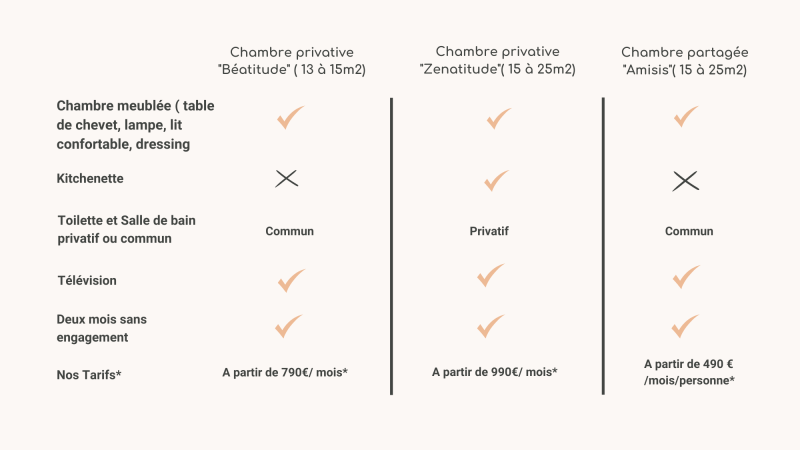 Chambre privative
"Béatitude" ( 13 à 15m2)
Chambre privative
"Zenatitude"( 15 à 25m2)
Chambre partagée
"Amisis"( 15 à 25m2)
Chambre meublée ( table
de chevet, lampe, lit
confortable, dressing
Kitchenette
Toilette et Salle de bain
privatif ou commun
Commun
Privatif
Commun
Télévision
Deux mois sans
engagement
Nos Tarifs*
A partir de 790€/ mois*
A partir de 990€/ mois*
A partir de 490 €
/mois/personne*